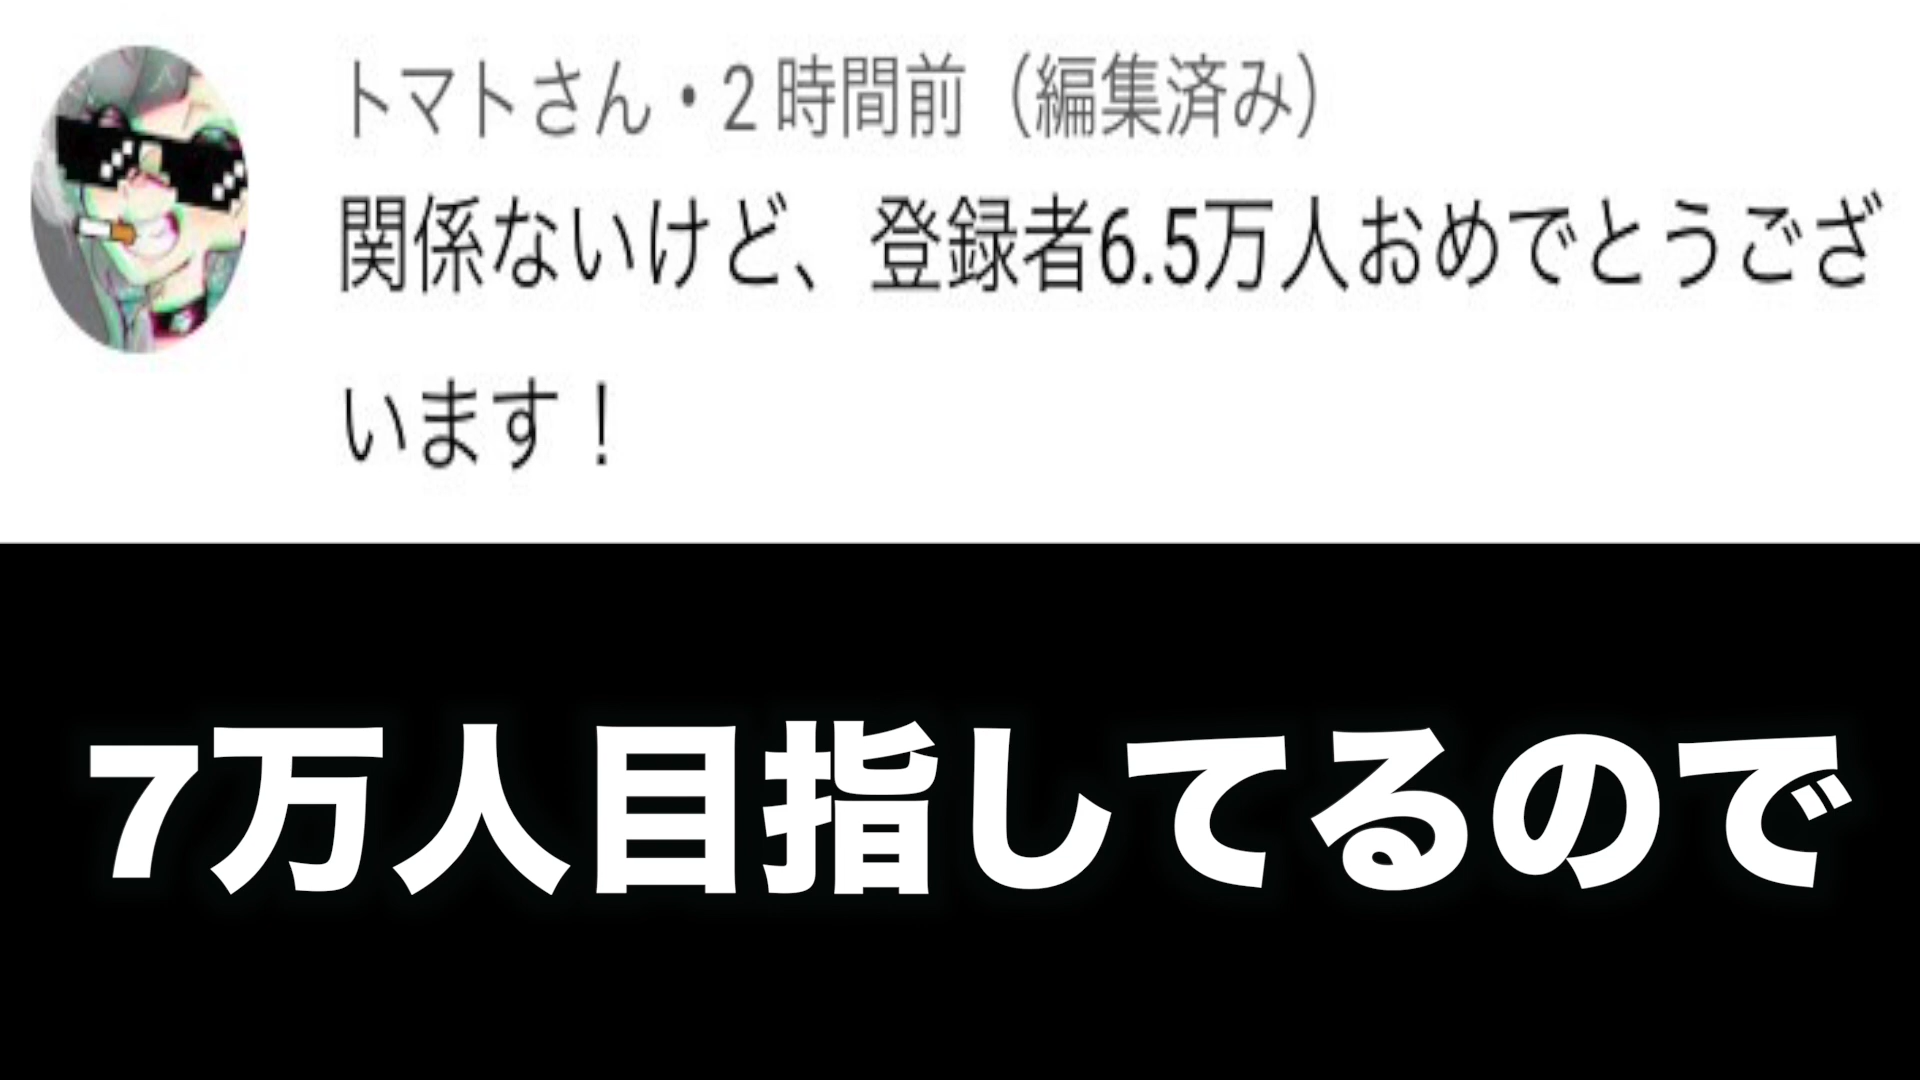 トマトさん・2 時間前（編集済み）
関係ないけど、登録者6.5万人おめでとうござ
います！
7万人目指してるので